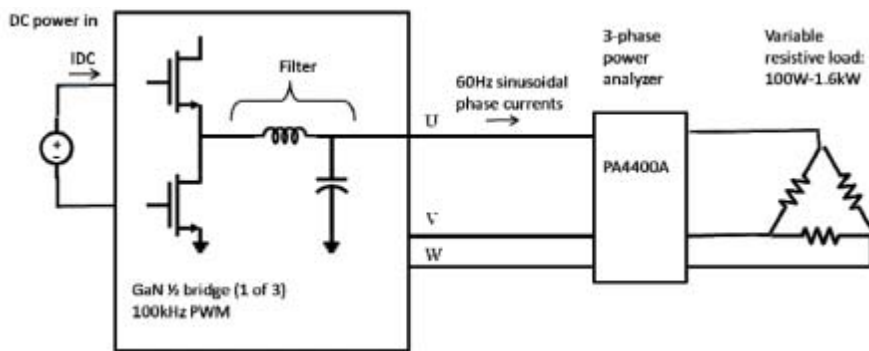 DC power in
IDC
+
−
Filter
GaN ½ bridge (1 of 3)
100kHz PWM
60Hz sinusoidal
phase currents
U
V
W
3-phase
power
analyzer
PA4400A
Variable
resistive load:
100W-1.6kW